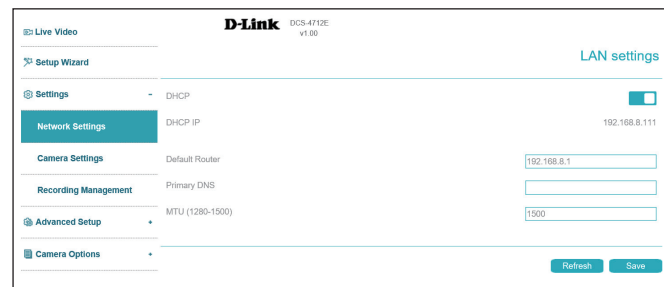 D-Link DCS-4712E
v1.00
Live Video
Setup Wizard
Settings -
Network Settings
Camera Settings
Recording Management
Advanced Setup +
Camera Options +
LAN settings
DHCP
DHCP IP 192.168.8.111
Default Router 192.168.8.1
Primary DNS
MTU (1280-1500) 1500
Refresh Save